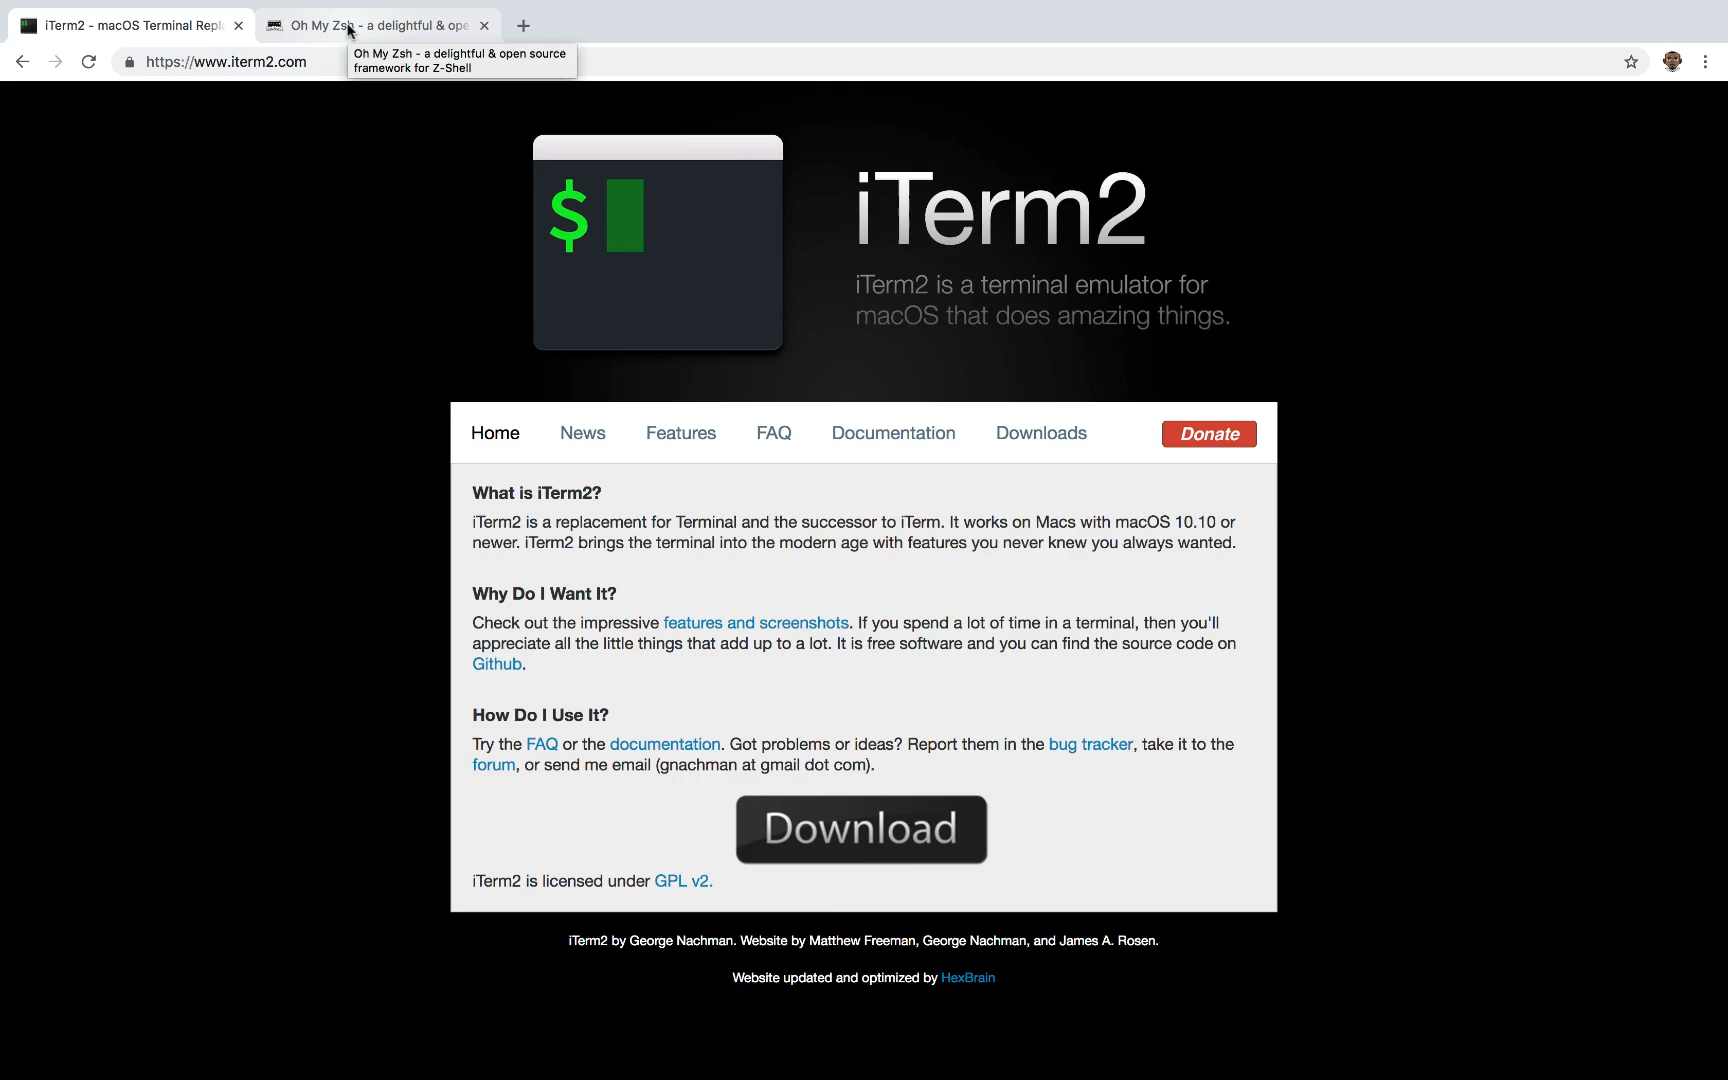 iTerm2 - macOS Terminal Repl
Oh My Zsh - a delightful & ope
https://www.iterm2.com
Oh My Zsh - a delightful & open source
framework for Z-Shell
$
iTerm2
iTerm2 is a terminal emulator for
macOS that does amazing things.
Home News Features FAQ Documentation Downloads Donate
What is iTerm2?
iTerm2 is a replacement for Terminal and the successor to iTerm. It works on Macs with macOS 10.10 or
newer. iTerm2 brings the terminal into the modern age with features you never knew you always wanted.
Why Do I Want It?
Check out the impressive features and screenshots. If you spend a lot of time in a terminal, then you'll
appreciate all the little things that add up to a lot. It is free software and you can find the source code on
Github.
How Do I Use It?
Try the FAQ or the documentation. Got problems or ideas? Report them in the bug tracker, take it to the
forum, or send me email (gnachman at gmail dot com).
Download
iTerm2 is licensed under GPL v2.
iTerm2 by George Nachman. Website by Matthew Freeman, George Nachman, and James A. Rosen.
Website updated and optimized by HexBrain